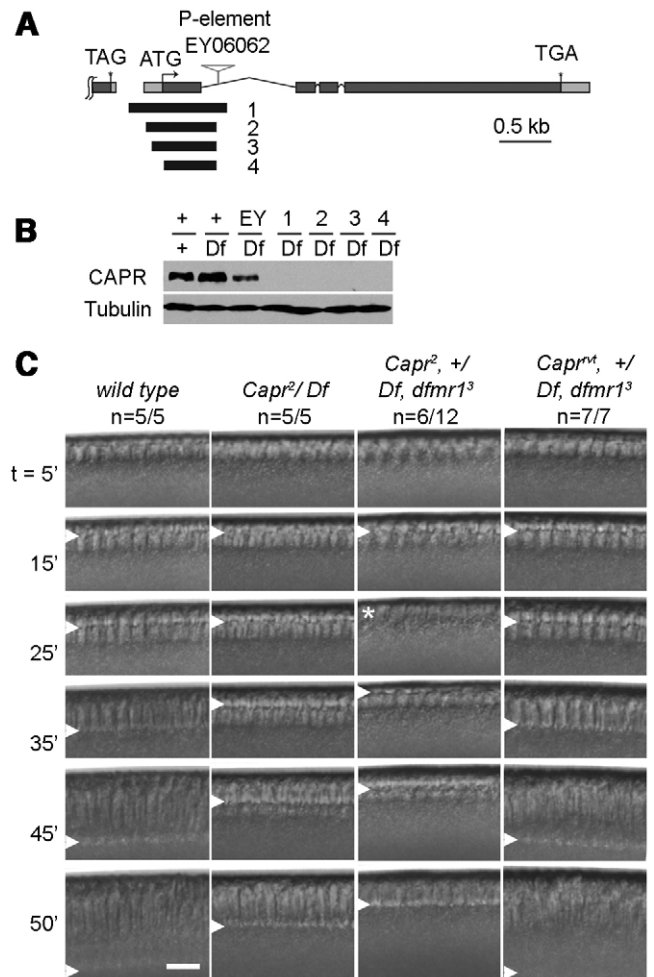 A
P-element
EY06062
TAG
ATG
TGA
1
2
3
4
0.5 kb
B
+ + EY 1 2 3 4
+ Df Df Df Df Df Df
CAPR
Tubulin
C
wild type
n=5/5
Capr²/ Df
n=5/5
Capr², +/
Df, dfmr1³
n=6/12
Caprʳᵛᵗ, +/
Df, dfmr1³
n=7/7
t = 5'
15'
25'
*
35'
45'
50'